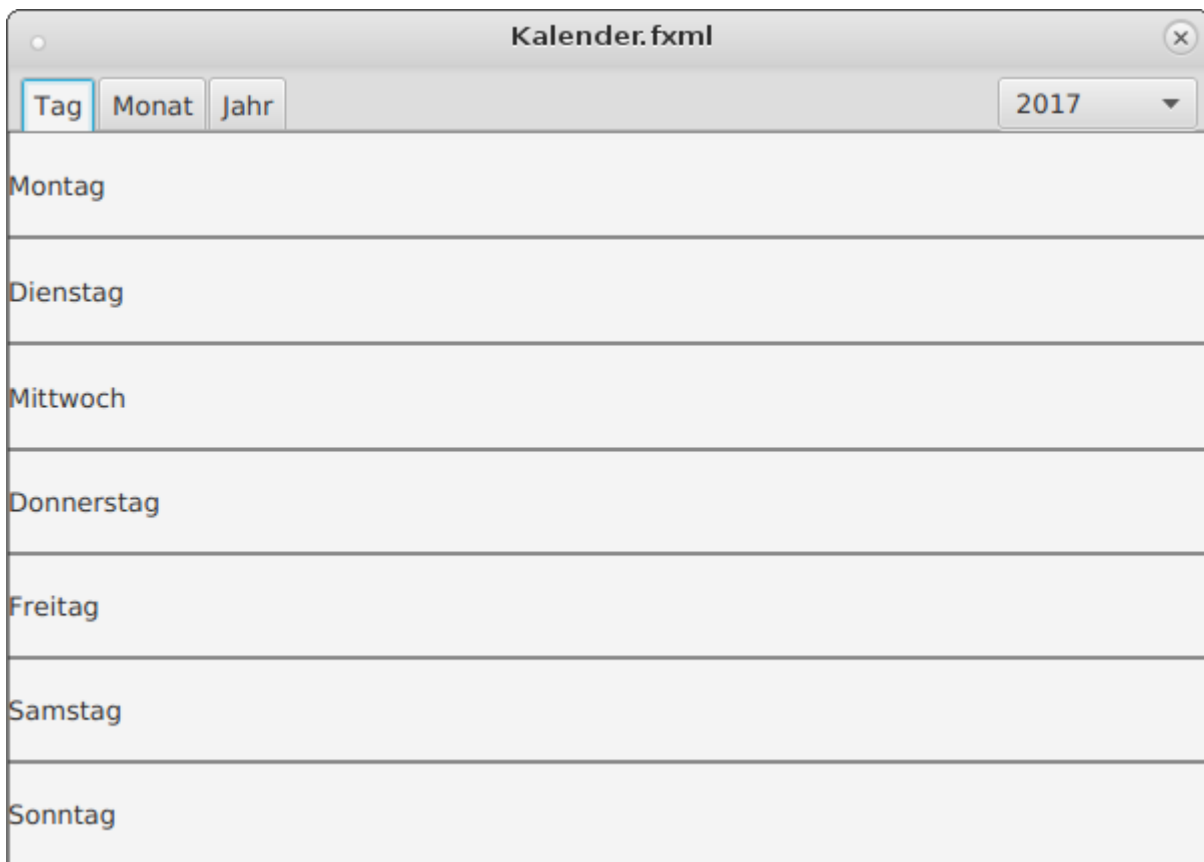 Kalender.fxml
Tag Monat Jahr 2017
Montag
Dienstag
Mittwoch
Donnerstag
Freitag
Samstag
Sonntag